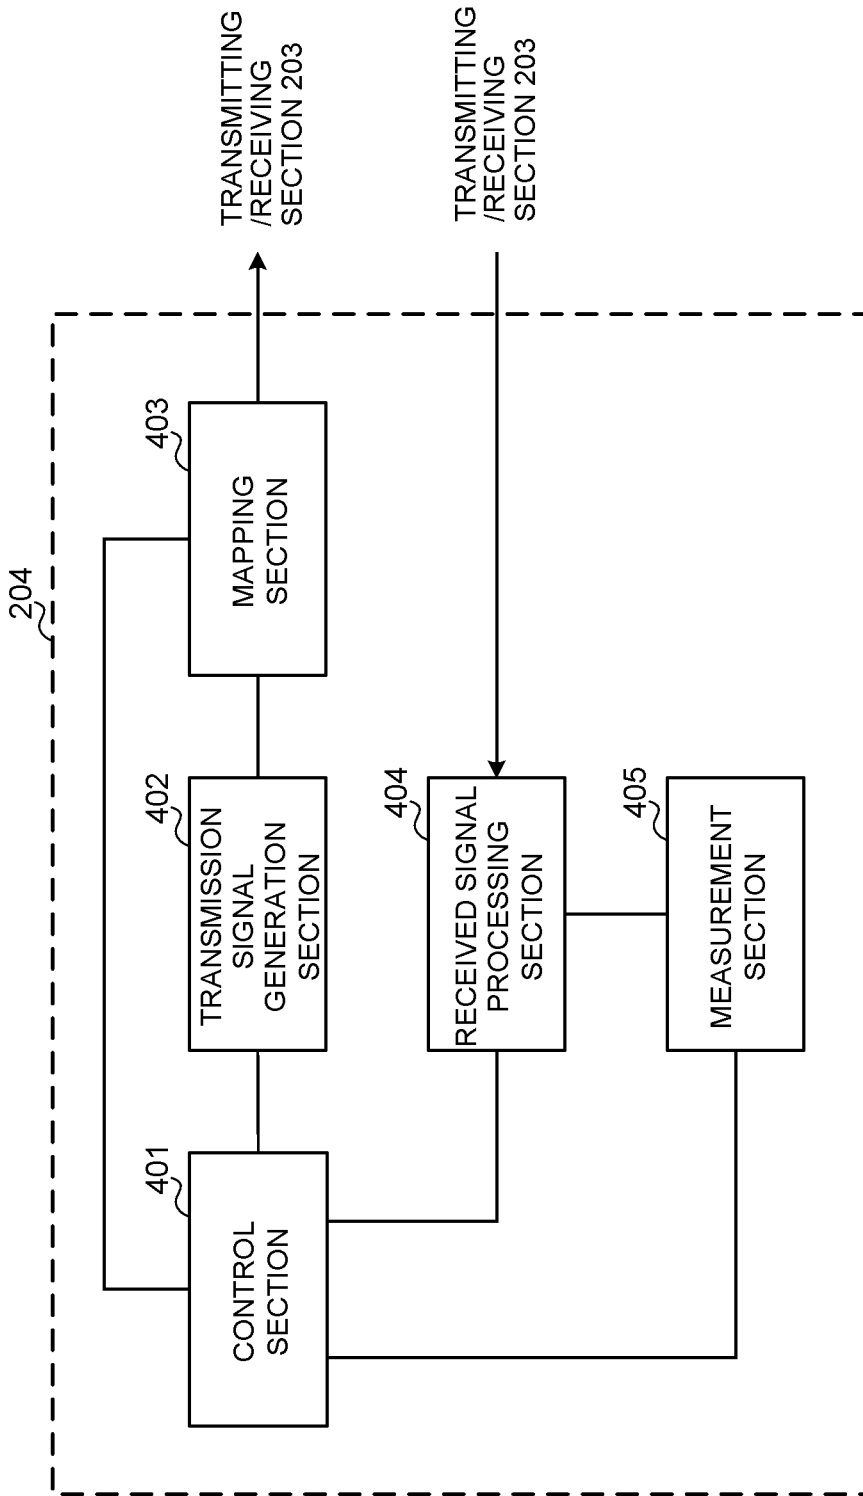 204
401
CONTROL
SECTION
402
TRANSMISSION
SIGNAL
GENERATION
SECTION
403
MAPPING
SECTION
TRANSMITTING
/RECEIVING
SECTION 203
404
RECEIVED SIGNAL
PROCESSING
SECTION
TRANSMITTING
/RECEIVING
SECTION 203
405
MEASUREMENT
SECTION